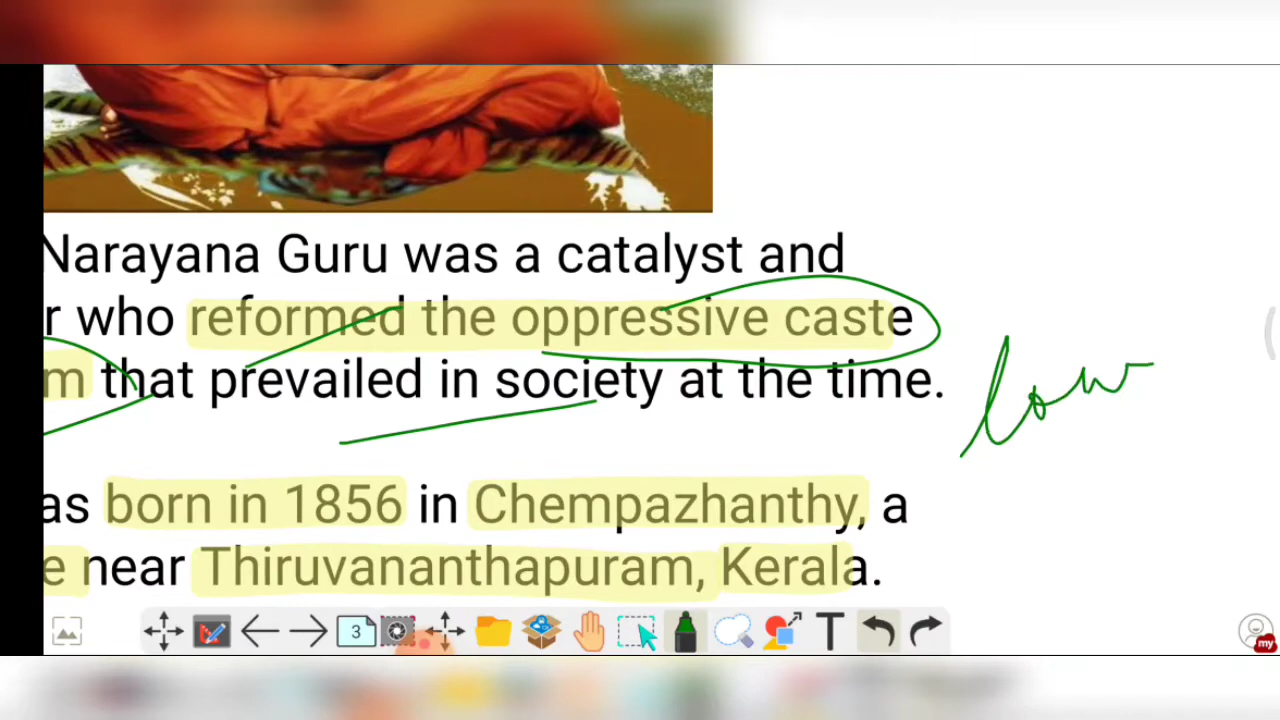 Narayana Guru was a catalyst and
r who reformed the oppressive caste
m that prevailed in society at the time.
low
as born in 1856 in Chempazhanthy, a
e near Thiruvananthapuram, Kerala.
3
T
my